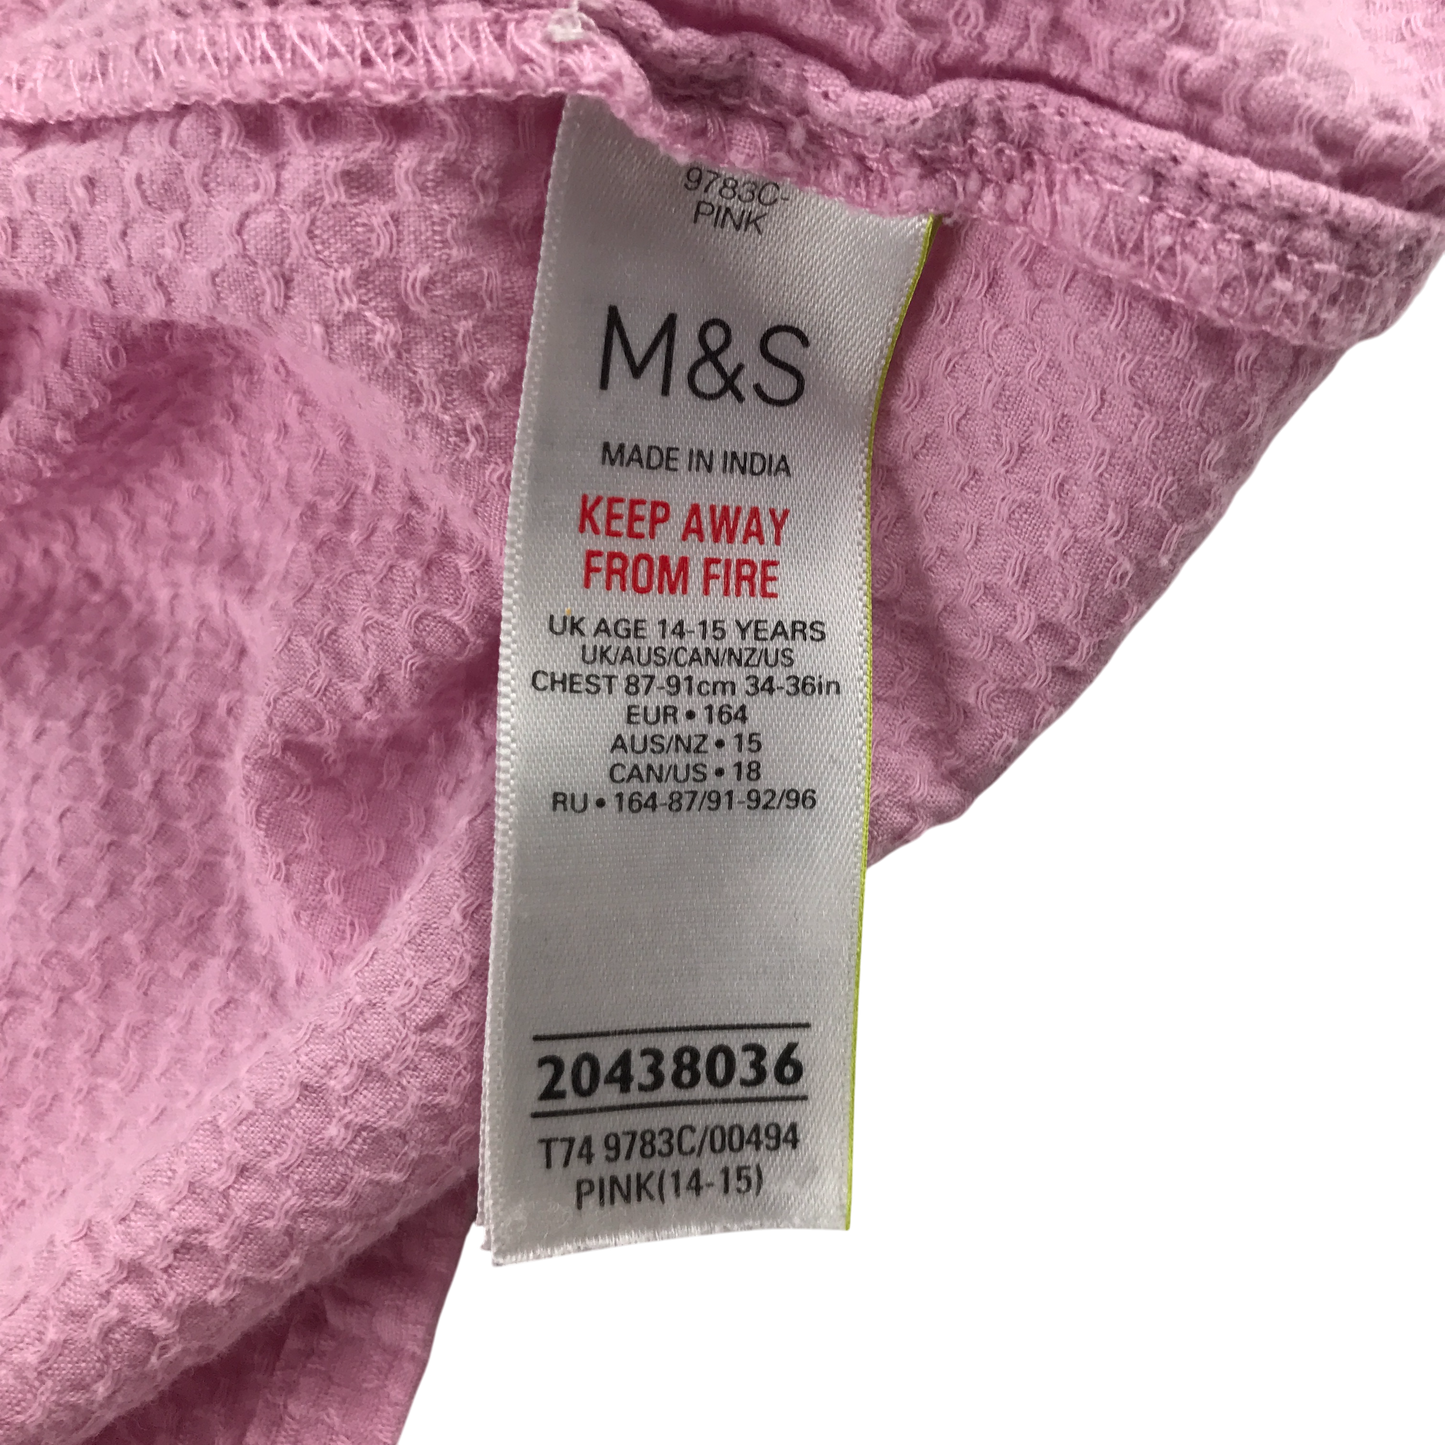 9783C-
PINK
M&S
MADE IN INDIA
KEEP AWAY
FROM FIRE
UK AGE 14-15 YEARS
UK/AUS/CAN/NZ/US
CHEST 87-91cm 34-36in
EUR • 164
AUS/NZ • 15
CAN/US • 18
RU • 164-87/91-92/96
20438036
T74 9783C/00494
PINK(14-15)